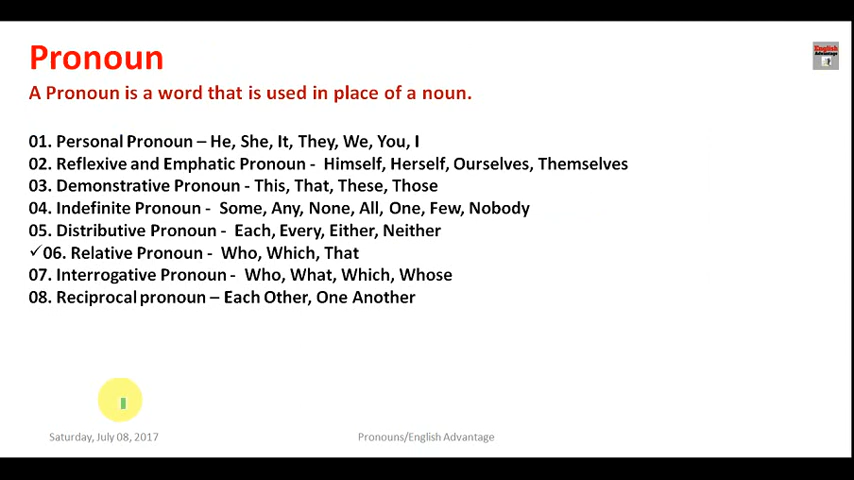 Pronoun
English
Advantage
A Pronoun is a word that is used in place of a noun.
01. Personal Pronoun – He, She, It, They, We, You, I
02. Reflexive and Emphatic Pronoun - Himself, Herself, Ourselves, Themselves
03. Demonstrative Pronoun - This, That, These, Those
04. Indefinite Pronoun - Some, Any, None, All, One, Few, Nobody
05. Distributive Pronoun - Each, Every, Either, Neither
✓06. Relative Pronoun - Who, Which, That
07. Interrogative Pronoun - Who, What, Which, Whose
08. Reciprocal pronoun – Each Other, One Another
Saturday, July 08, 2017
Pronouns/English Advantage